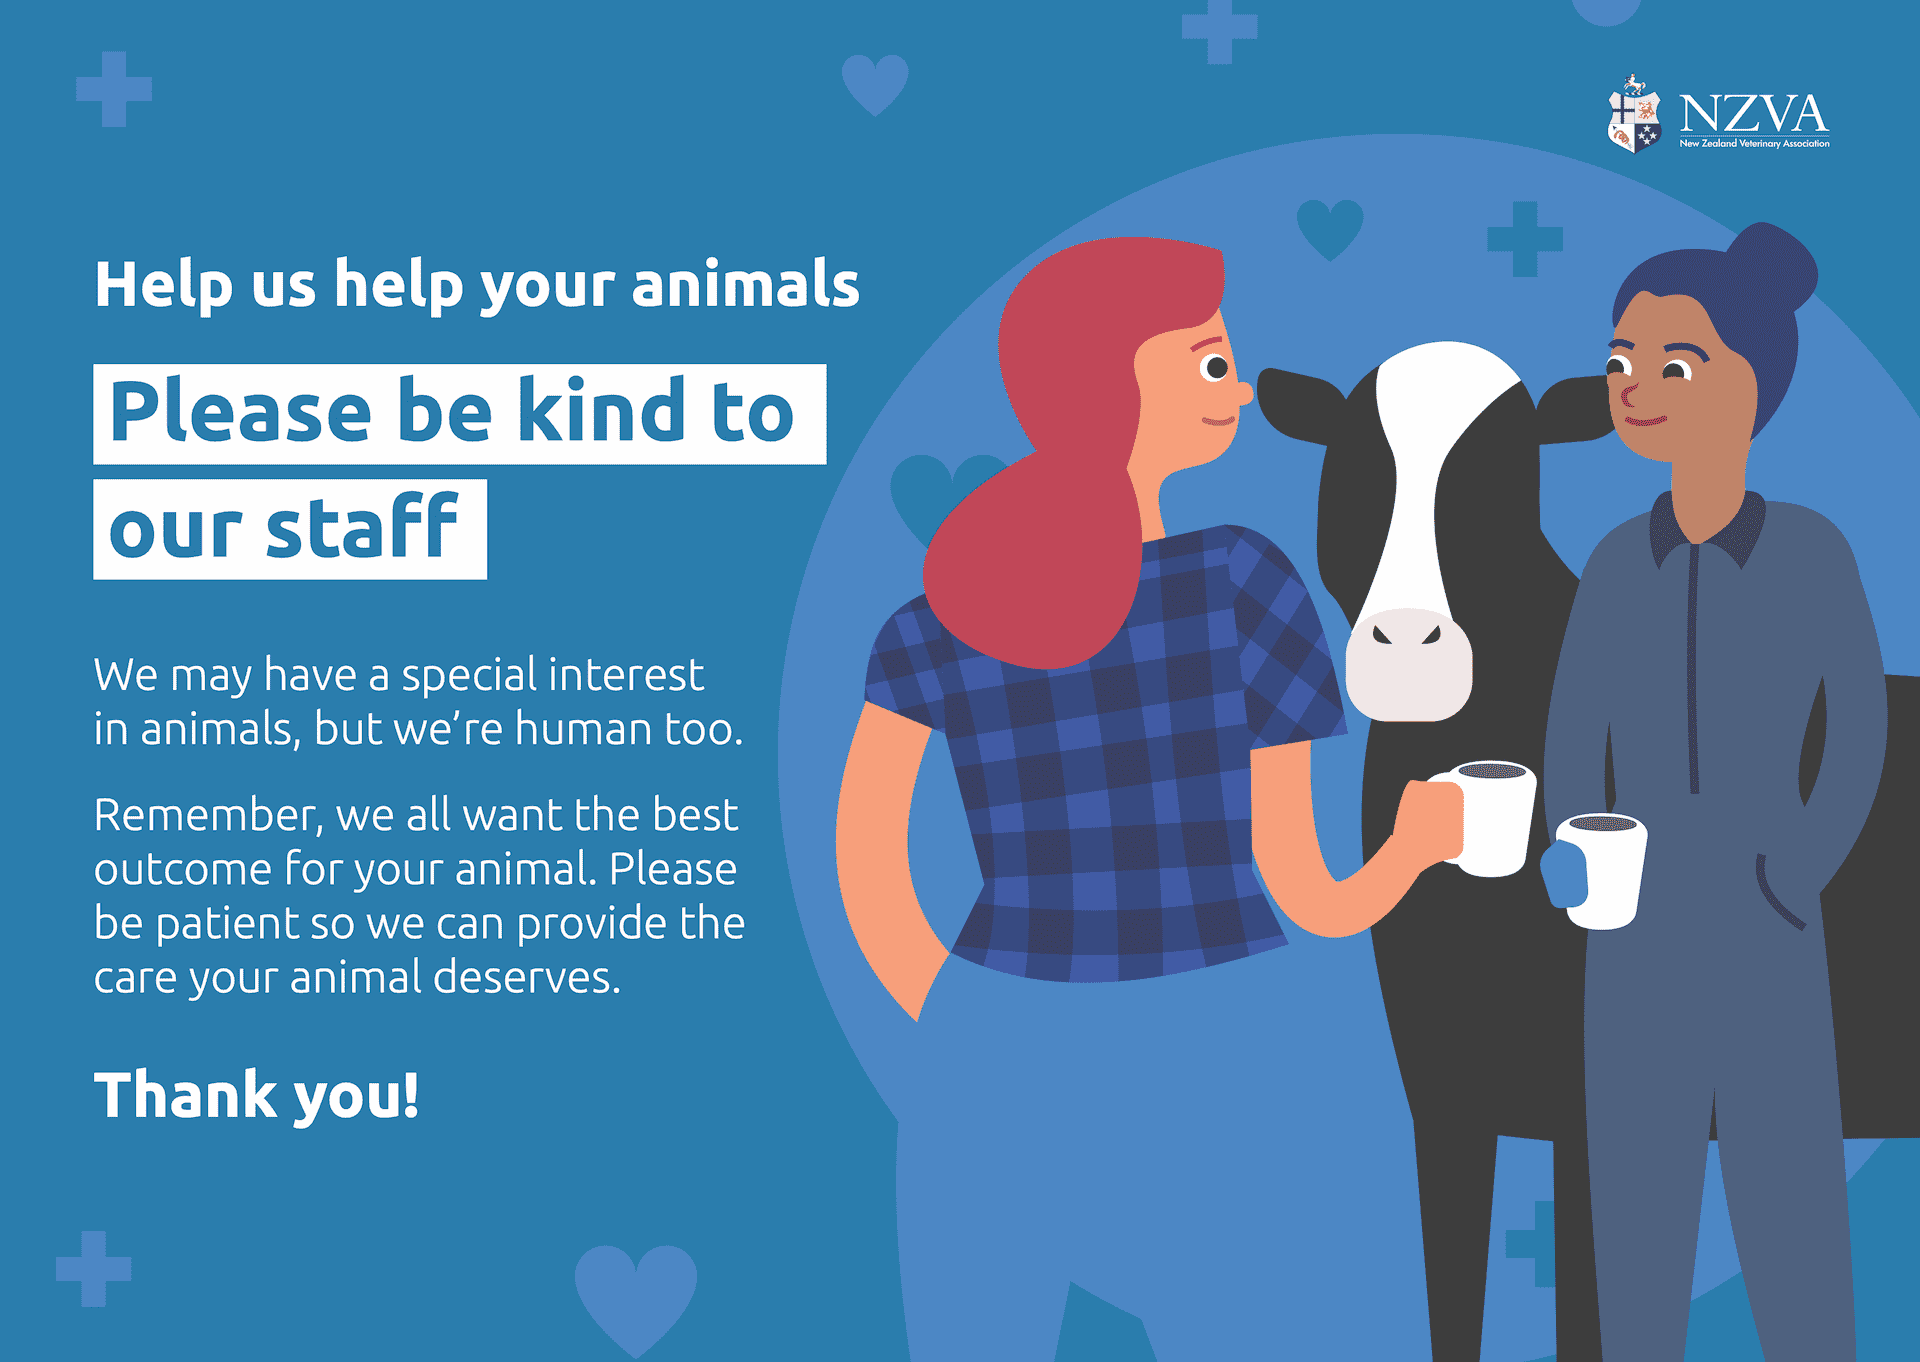 NZVA
New Zealand Veterinary Association
Help us help your animals
Please be kind to
our staff
We may have a special interest
in animals, but we’re human too.
Remember, we all want the best
outcome for your animal. Please
be patient so we can provide the
care your animal deserves.
Thank you!